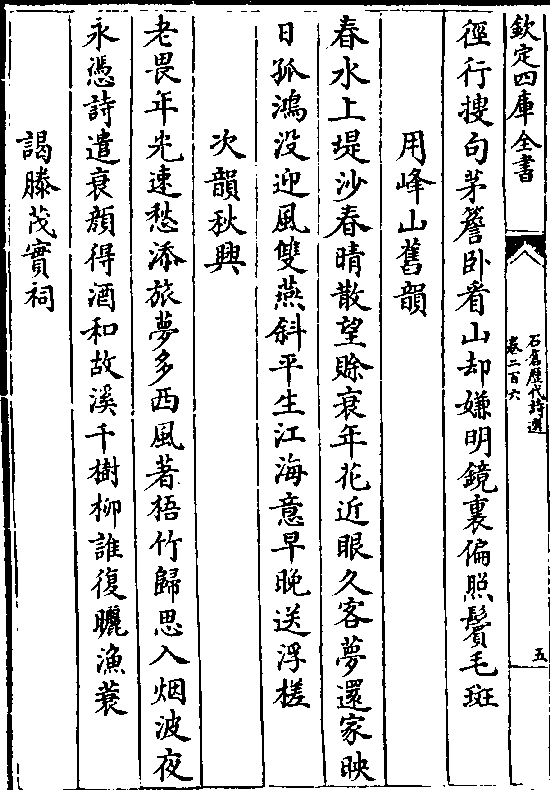 欽定四庫全書
石倉歷代詩選
卷二百六
五
徑行搜句茅簷卧看山却嫌明鏡裏偏照鬢毛斑
用峰山舊韻
春水上堤沙春晴散望賒衰年花近眼久客夢還家映
日孤鴻没迎風雙燕斜平生江海意早晚送浮槎
次韻秋興
老畏年光速愁添旅夢多西風著梧竹歸思入烟波夜
永憑詩遣衰顔得酒和故溪千樹柳誰復曬漁蓑
謁滕茂實祠